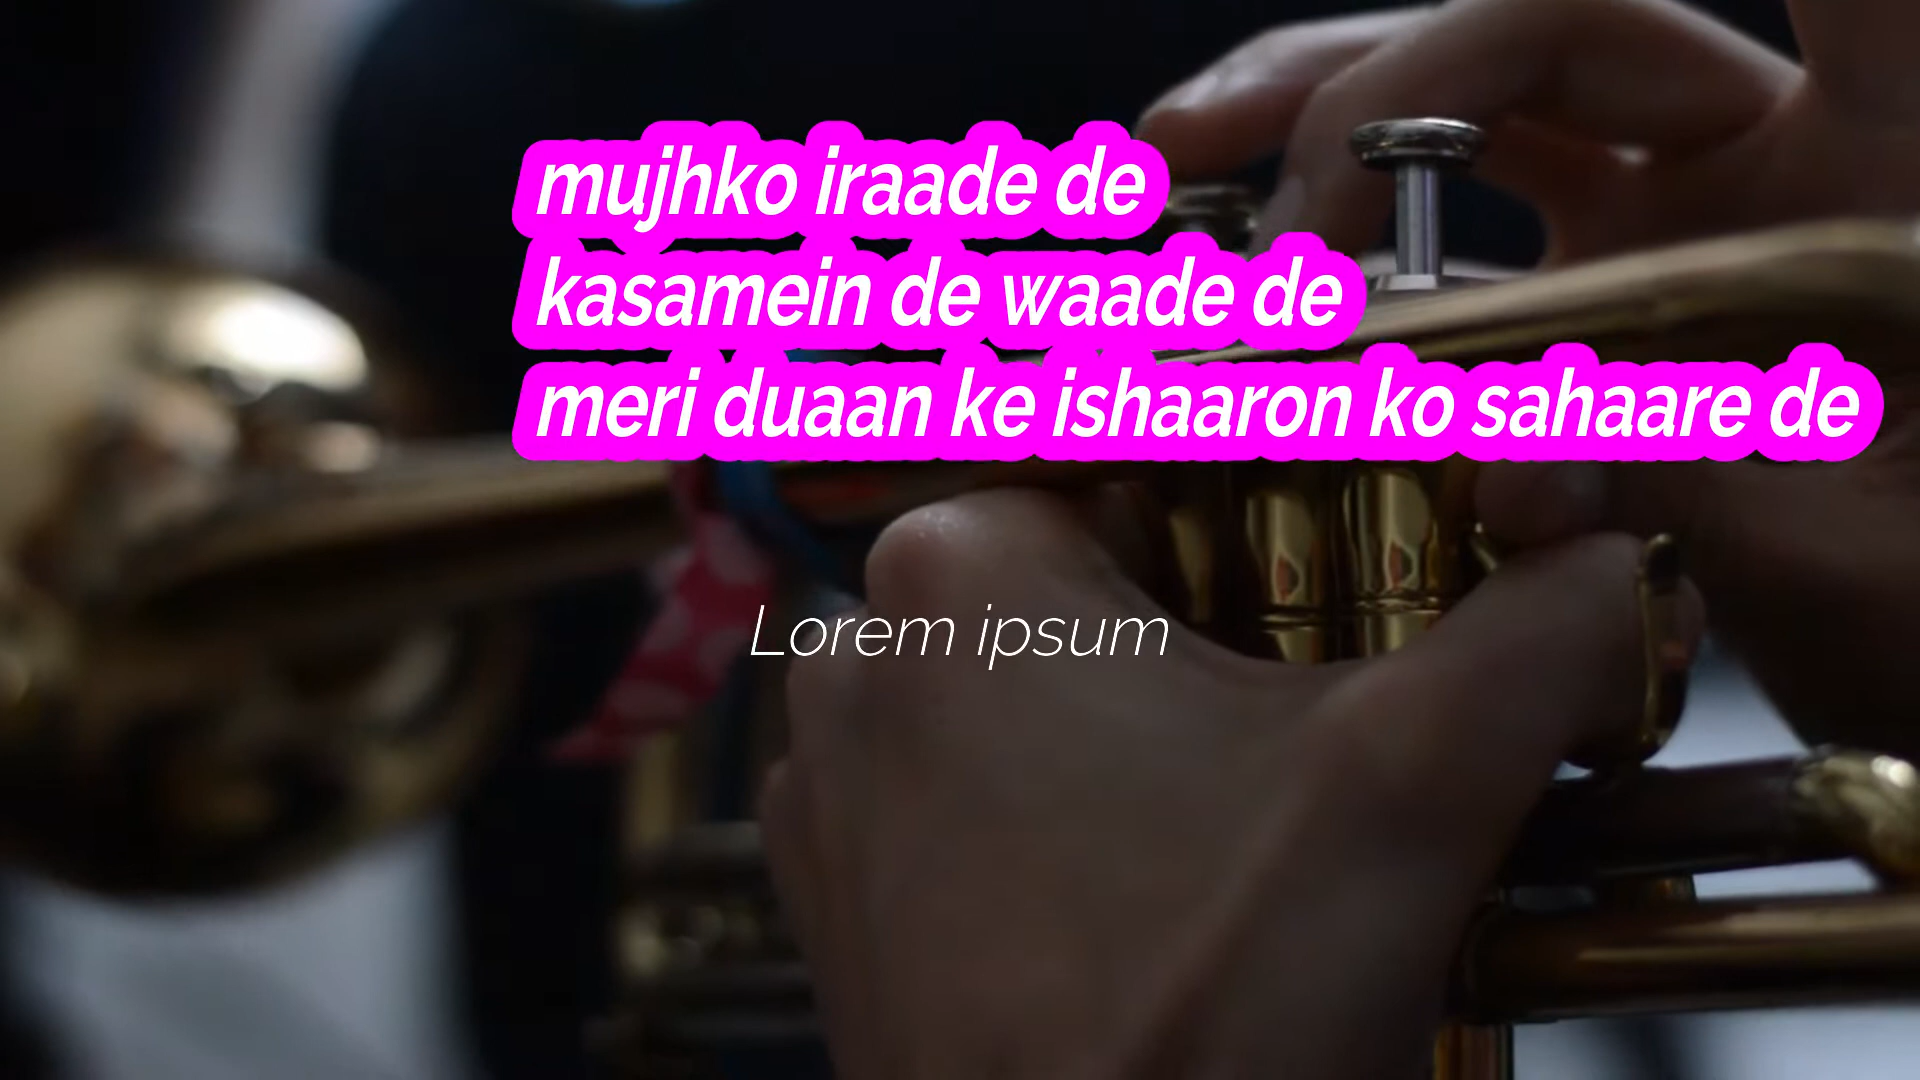 mujhko iraade de
kasamein de waade de
meri duaan ke ishaaron ko sahaare de
Lorem ipsum